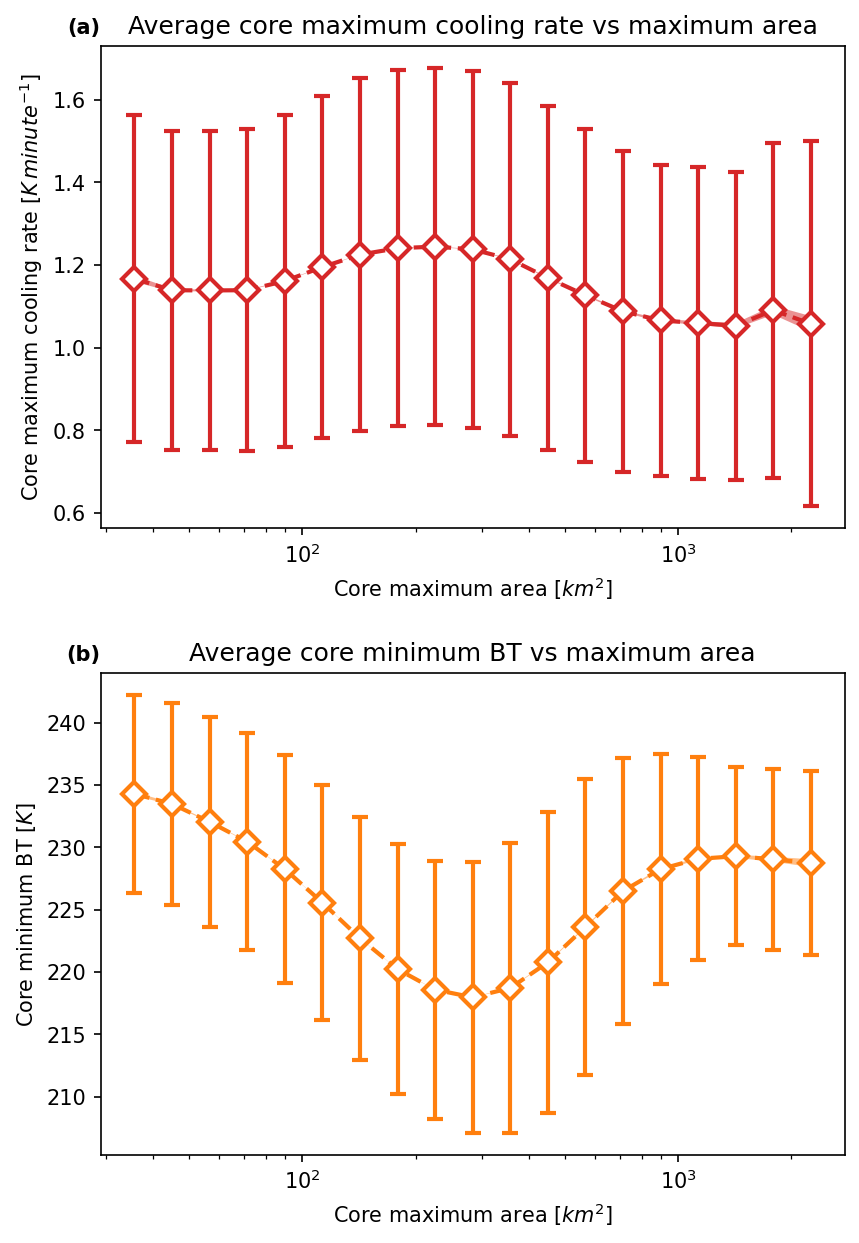 (a) Average core maximum cooling rate vs maximum area
Core maximum cooling rate [K minute⁻¹]
1.6
1.4
1.2
1.0
0.8
0.6
10² 10³
Core maximum area [km²]
(b) Average core minimum BT vs maximum area
Core minimum BT [K]
240
235
230
225
220
215
210
10² 10³
Core maximum area [km²]